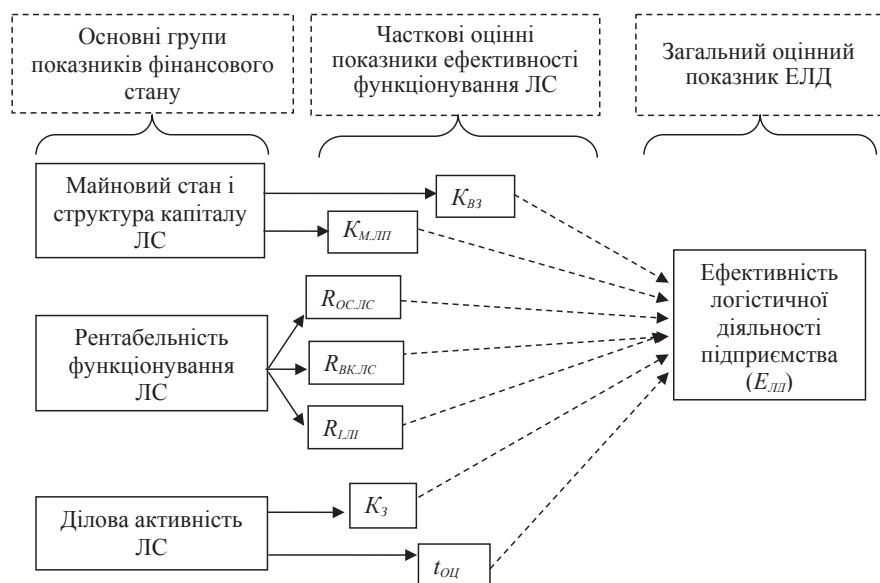 Основні групи
показників фінансового
стану
Часткові оцінні
показники ефективності
функціонування ЛС
Загальний оцінний
показник ЕЛД
Майновий стан і
структура капіталу
ЛС
K_ВЗ
K_М.ЛП
Рентабельність
функціонування
ЛС
R_ОС.ЛС
R_ВК.ЛС
R_І.ЛІ
Ділова активність
ЛС
K_З
t_ОЦ
Ефективність
логістичної
діяльності
підприємства
(E_ЛД)